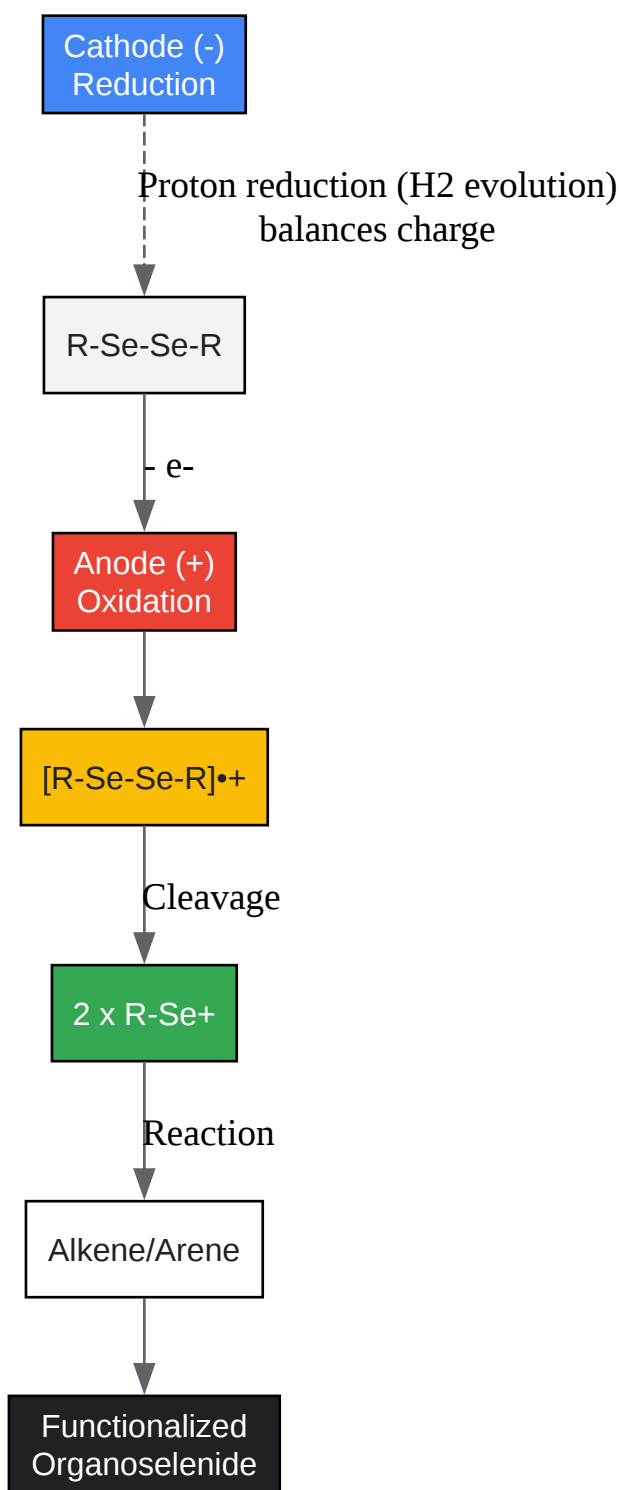 Cathode (-)
Reduction
Proton reduction (H2 evolution)
balances charge
R-Se-Se-R
- e-
Anode (+)
Oxidation
[R-Se-Se-R]•+
Cleavage
2 x R-Se+
Reaction
Alkene/Arene
Functionalized
Organoselenide